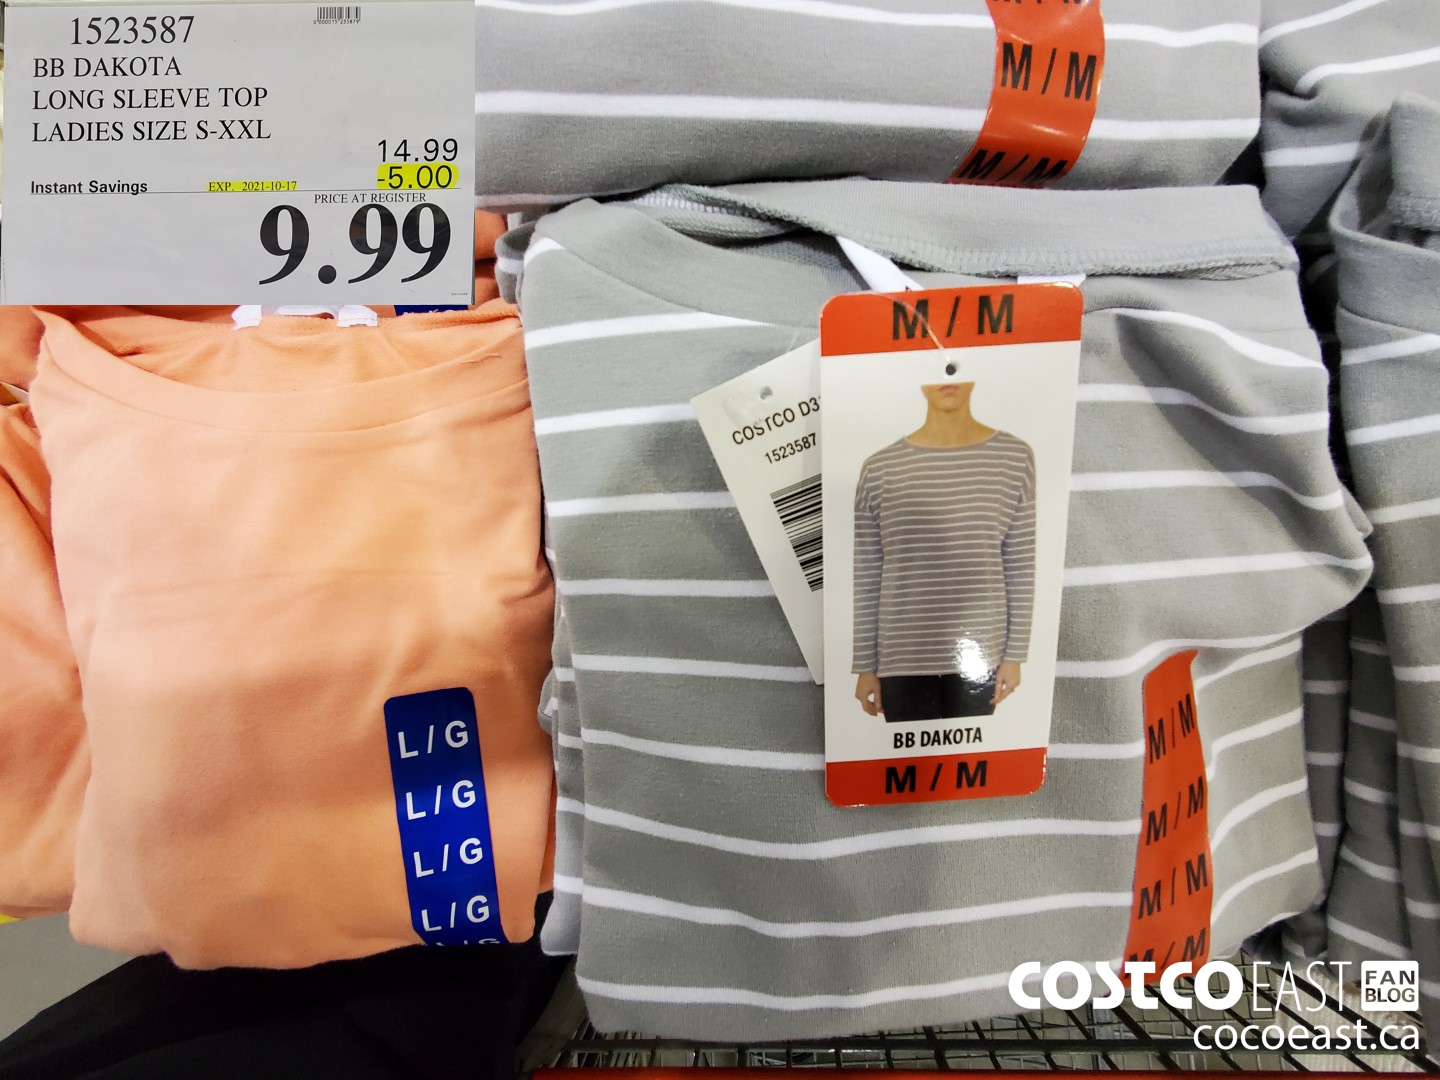 1523587
BB DAKOTA
LONG SLEEVE TOP
LADIES SIZE S-XXL
14.99
-5.00
Instant Savings EXP. 2021-10-17
PRICE AT REGISTER
9.99
M / M
M / M
M / M
COSTCO
1523587
BB DAKOTA
M / M
L / G
L / G
L / G
L / G
M / M
M / M
M / M
M / M
COSTCO EAST FAN BLOG
cocoeast.ca